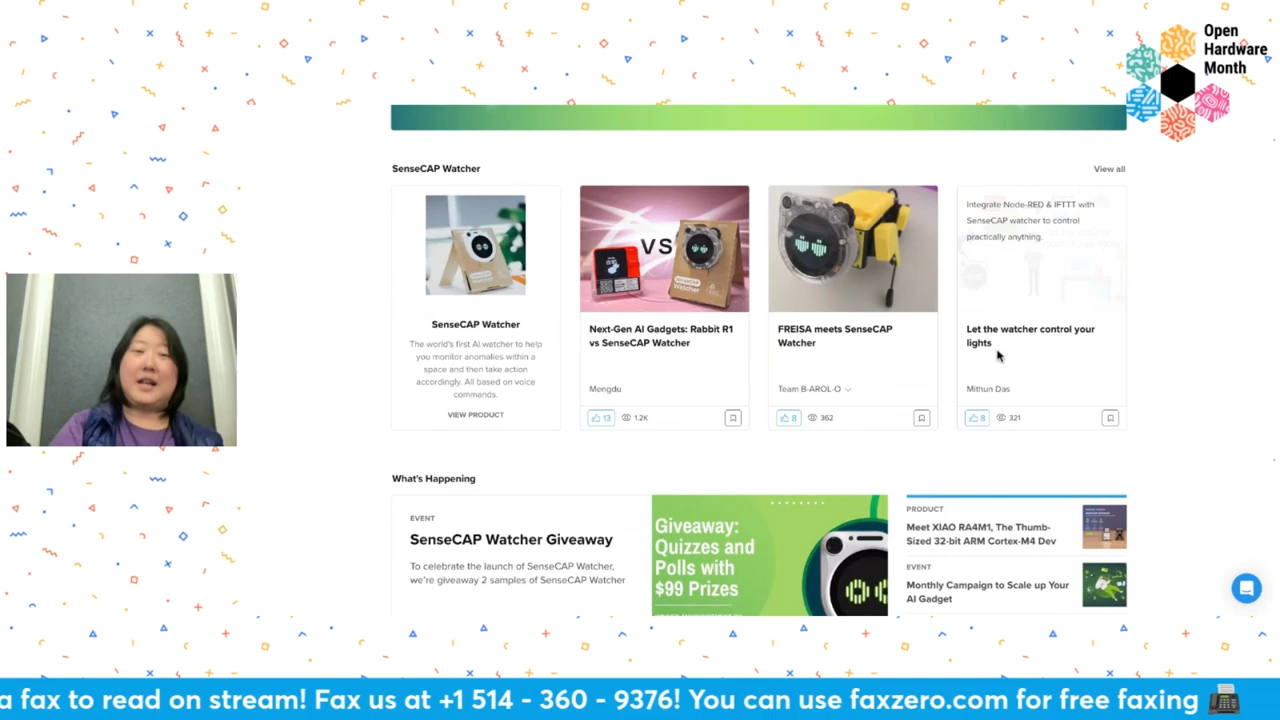 Open
Hardware
Month
SenseCAP Watcher
View all
VS
Watcher
Integrate Node-RED & IFTTT with
SenseCAP watcher to control
practically anything.
SenseCAP Watcher
The world's first AI watcher to help
you monitor anomalies within a
space and then take action
accordingly. All based on voice
commands.
VIEW PRODUCT
Next-Gen AI Gadgets: Rabbit R1
vs SenseCAP Watcher
Mengdu
13
1.2K
FREISA meets SenseCAP
Watcher
Team B-AROL-O
8
362
Let the watcher control your
lights
Mithun Das
8
321
What's Happening
EVENT
SenseCAP Watcher Giveaway
To celebrate the launch of SenseCAP Watcher,
we're giveaway 2 samples of SenseCAP Watcher
Giveaway:
Quizzes and
Polls with
$99 Prizes
PRODUCT
Meet XIAO RA4M1, The Thumb-
Sized 32-bit ARM Cortex-M4 Dev
EVENT
Monthly Campaign to Scale up Your
AI Gadget
a fax to read on stream! Fax us at +1 514 - 360 - 9376! You can use faxzero.com for free faxing